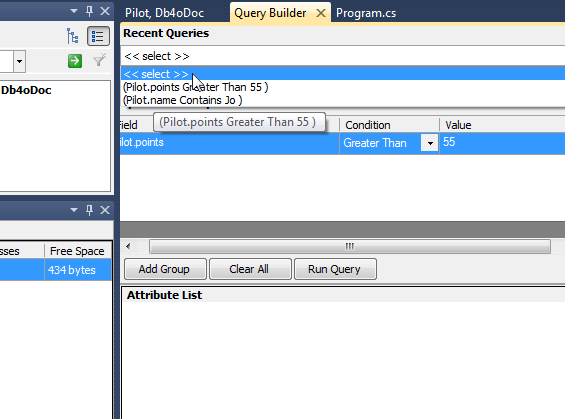 Pilot, Db4oDoc Query Builder Program.cs
Recent Queries
<< select >>
<< select >>
(Pilot.points Greater Than 55 )
(Pilot.name Contains Jo )
Db4oDoc
(Pilot.points Greater Than 55 )
Field Condition Value
ilot.points Greater Than 55
sses Free Space
434 bytes
Add Group Clear All Run Query
Attribute List